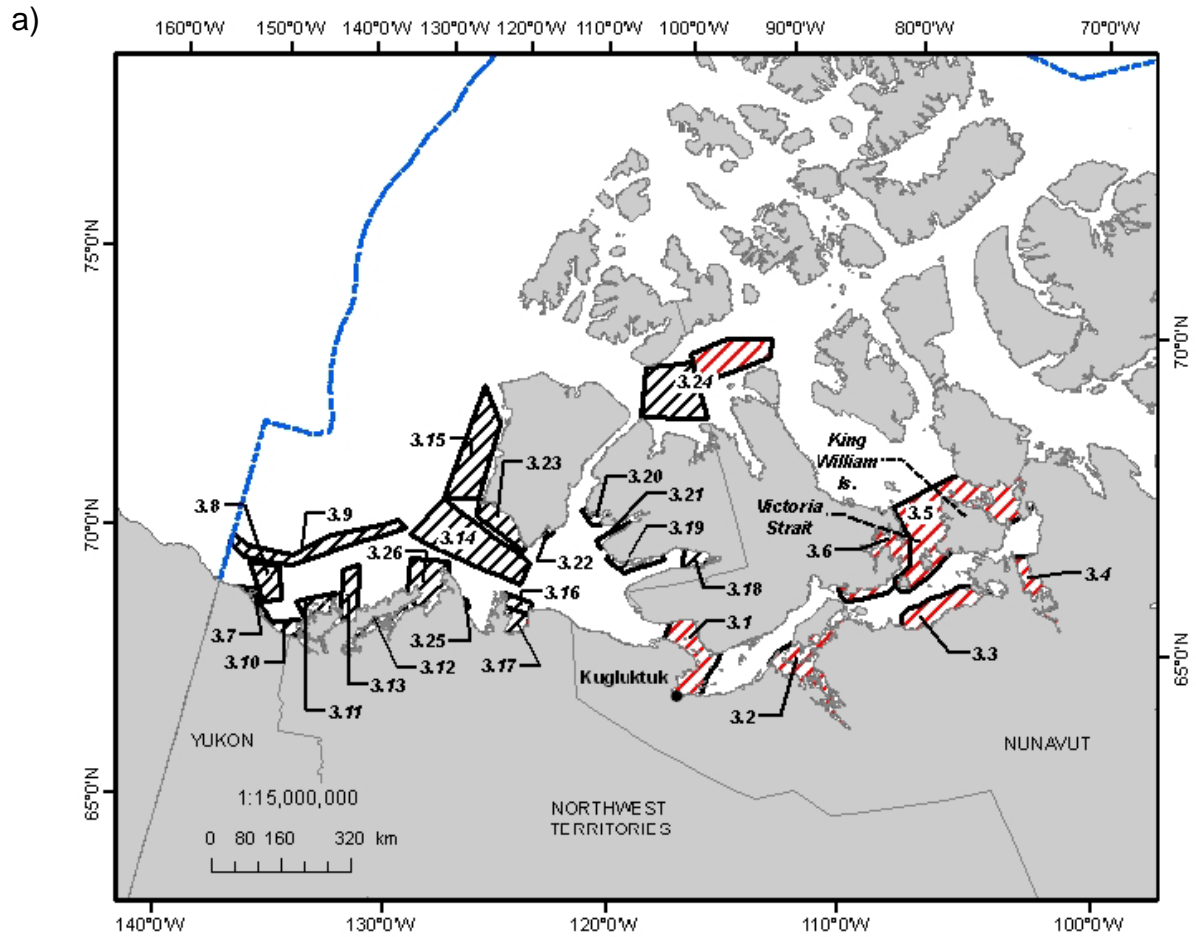 a)
160°0'W 150°0'W 140°0'W 130°0'W 120°0'W 110°0'W 100°0'W 90°0'W 80°0'W 70°0'W
75°0'N
70°0'N
3.24
King
William
Is.
3.15
3.23
3.20
3.21
3.8
3.9
Victoria
Strait
3.5
70°0'N
3.14
3.19
3.6
3.26
3.22
3.18
3.4
3.16
3.7
3.25
3.1
3.10
3.12
3.17
3.3
65°0'N
Kugluktuk
3.13
3.11
3.2
YUKON
NUNAVUT
65°0'N
1:15,000,000
NORTHWEST
TERRITORIES
0 80 160 320 km
140°0'W 130°0'W 120°0'W 110°0'W 100°0'W